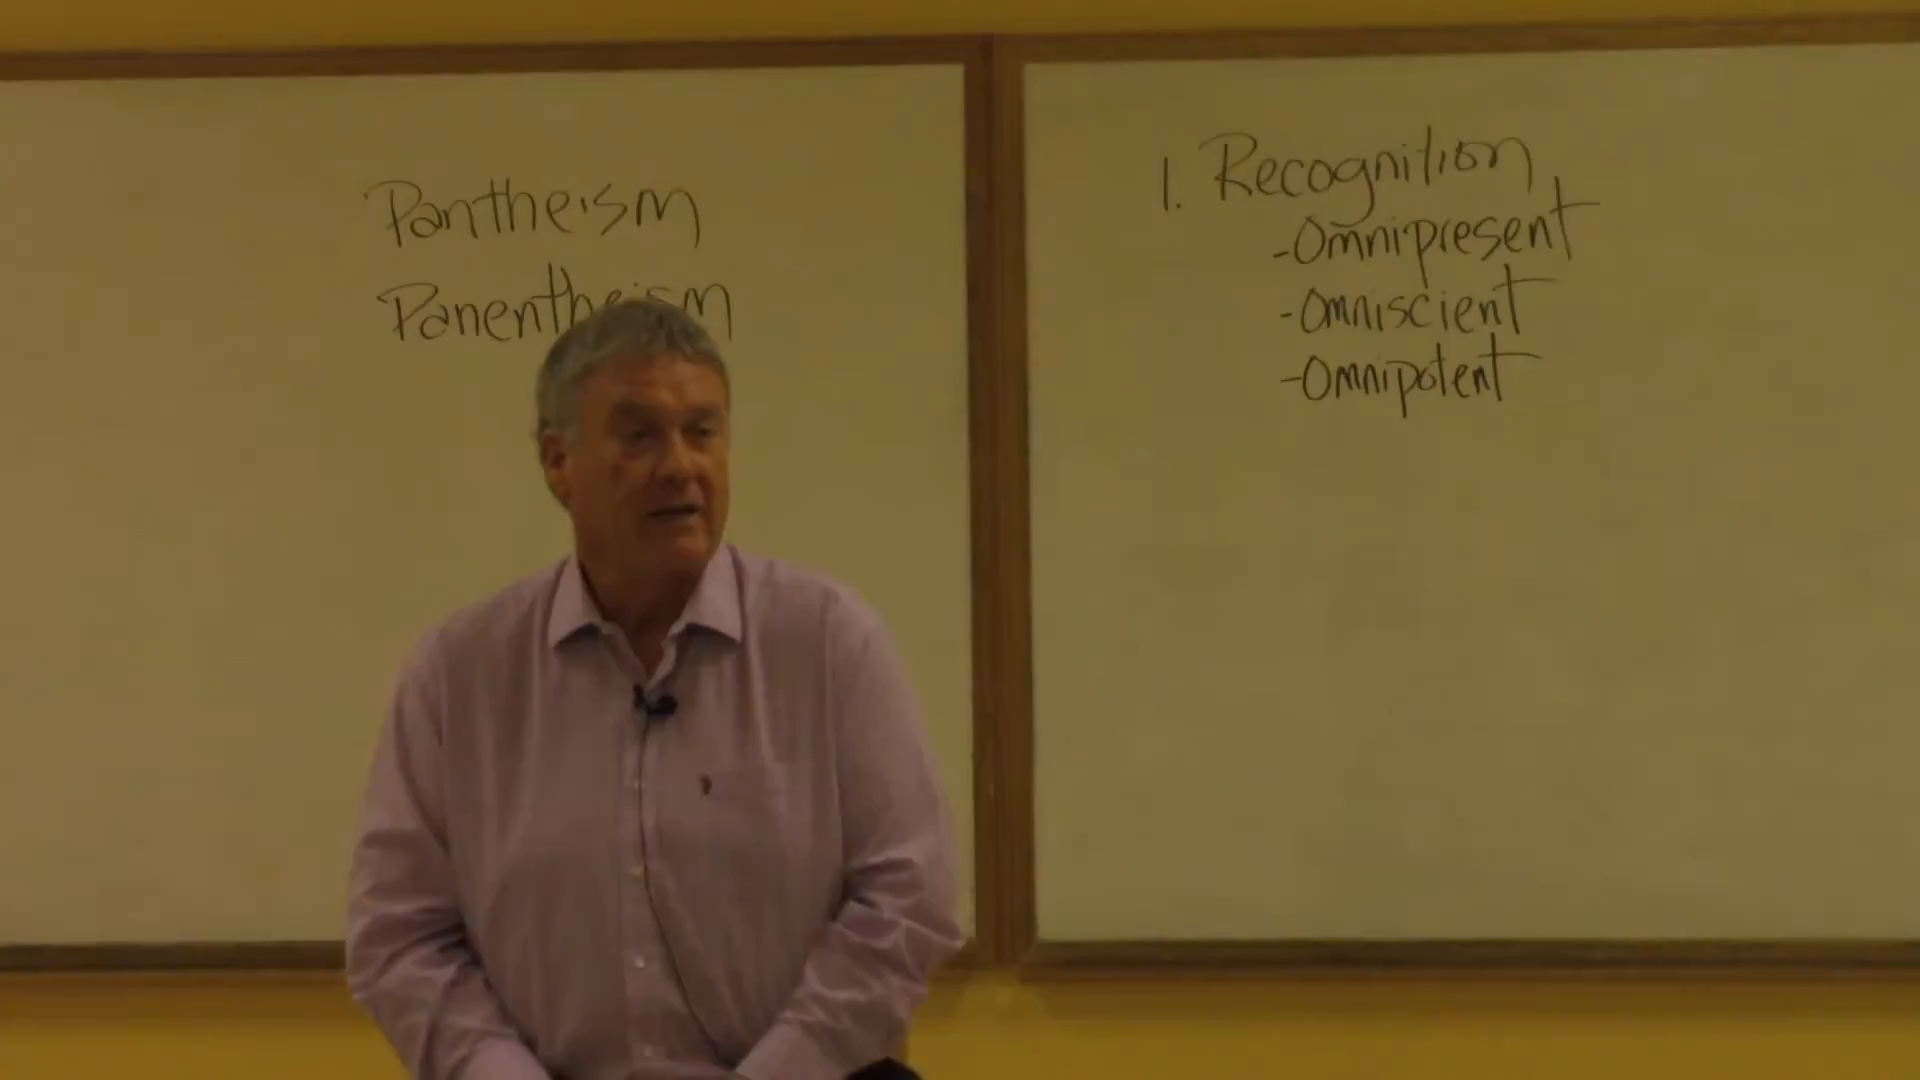 Pantheism
Panentheism
1. Recognition
-Omnipresent
-Omniscient
-Omnipotent